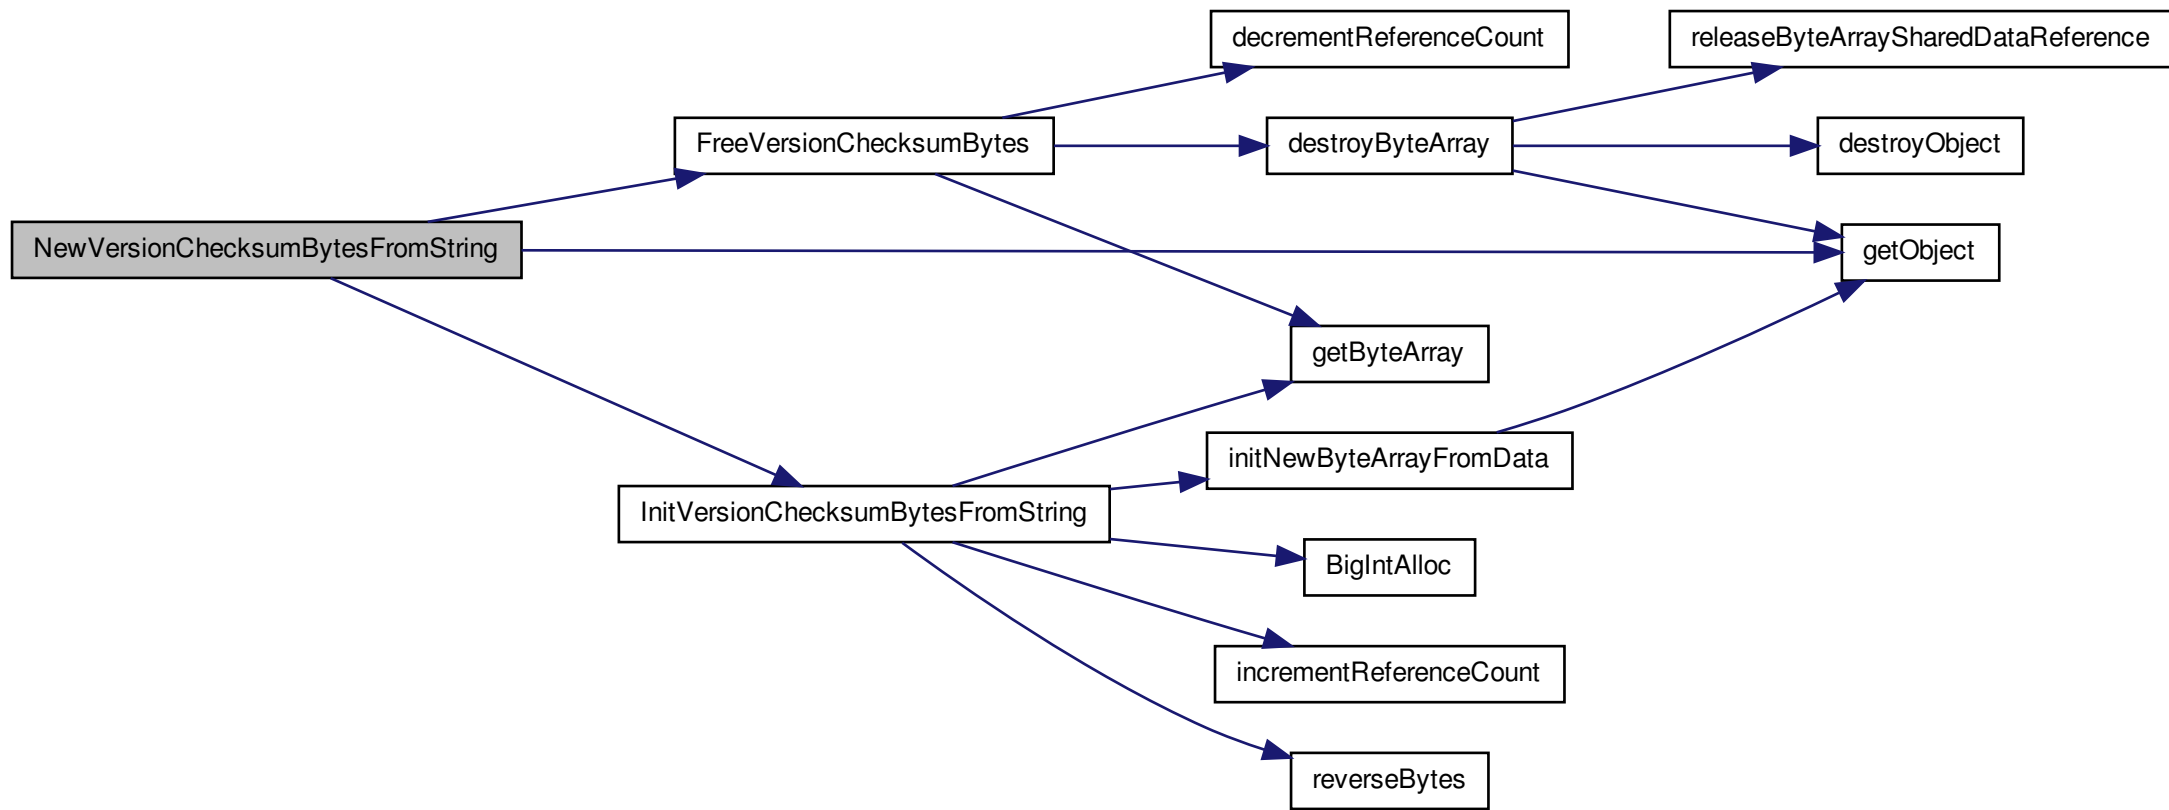 decrementReferenceCount
releaseByteArraySharedDataReference
FreeVersionChecksumBytes
destroyByteArray
destroyObject
NewVersionChecksumBytesFromString
getObject
getByteArray
initNewByteArrayFromData
InitVersionChecksumBytesFromString
BigIntAlloc
incrementReferenceCount
reverseBytes